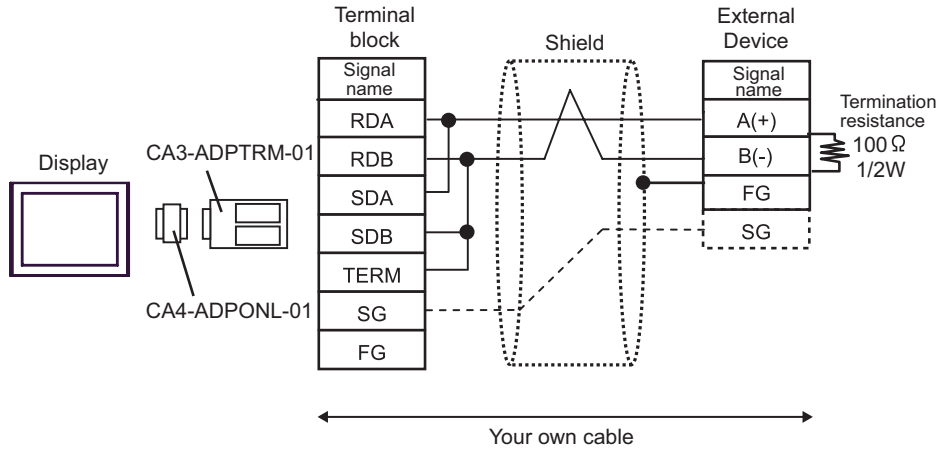 Terminal
block
External
Device
Shield
Signal
name
Signal
name
RDA
A(+)
Termination
resistance
100 Ω
1/2W
Display
CA3-ADPTRM-01
RDB
B(-)
SDA
FG
SDB
SG
TERM
CA4-ADPONL-01
SG
FG
Your own cable